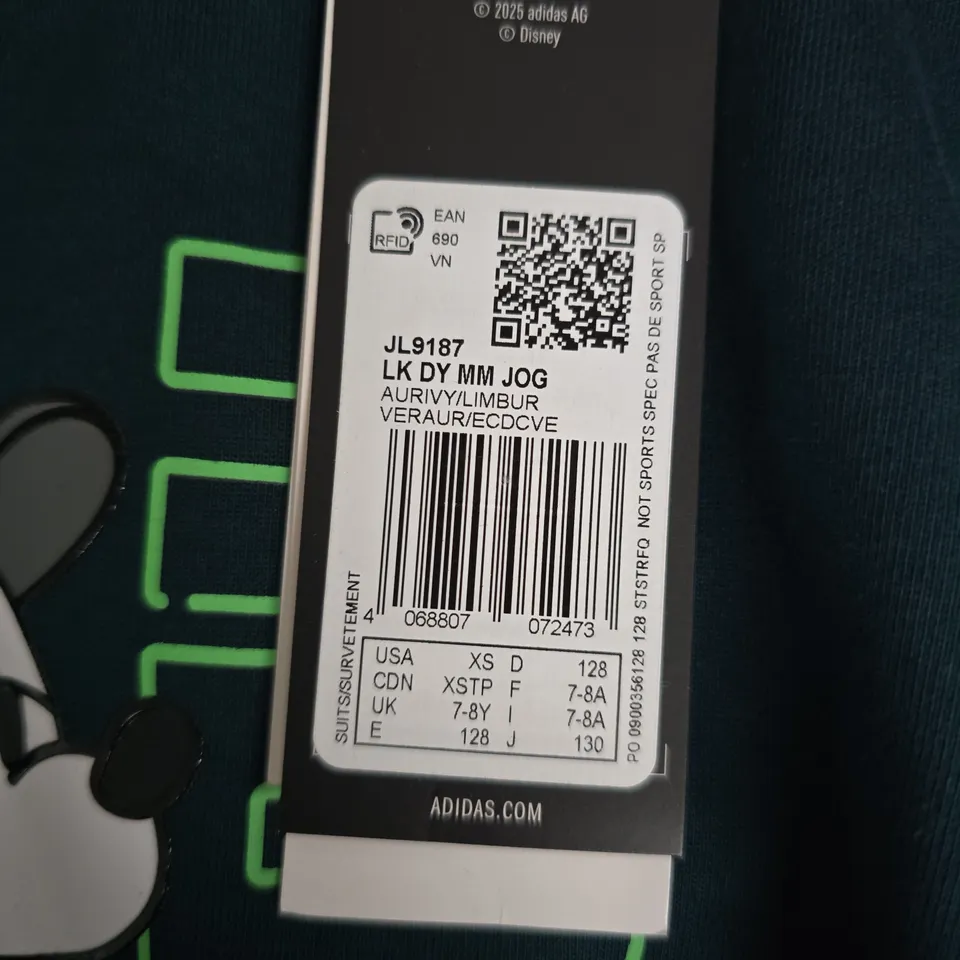 © 2025 adidas AG
© Disney
RFID
EAN
690
VN
JL9187
LK DY MM JOG
AURIVY/LIMBUR
VERAUR/ECDCVE
4 068807 072473
SUITS/SURVETEMENT
USA XS D 128
CDN XSTP F 7-8A
UK 7-8Y I 7-8A
E 128 J 130
PO 0900356128 128 STSTRFQ NOT SPORTS SPEC PAS DE SPORT SP
ADIDAS.COM